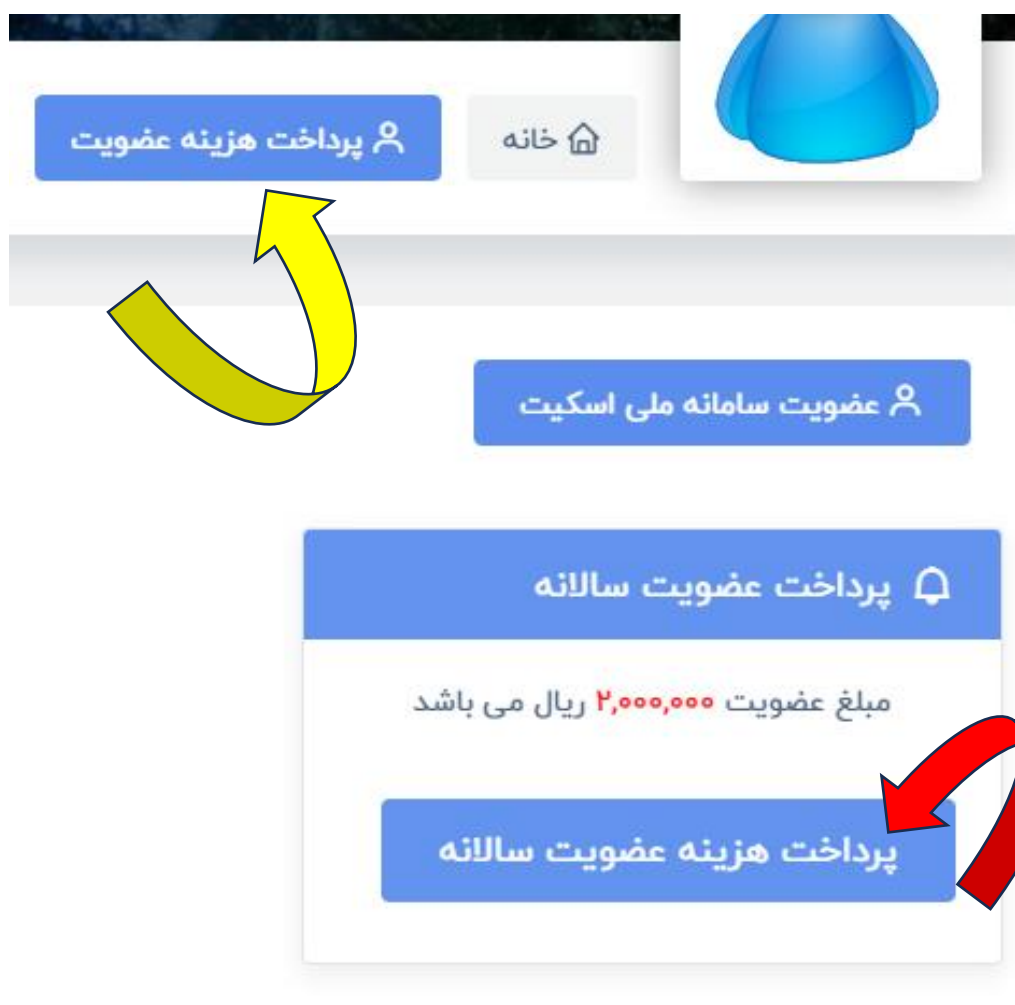 خانه
پرداخت هزینه عضویت
عضویت سامانه ملی اسکیت
پرداخت عضویت سالانه
مبلغ عضویت ۲,۰۰۰,۰۰۰ ریال می باشد
پرداخت هزینه عضویت سالانه